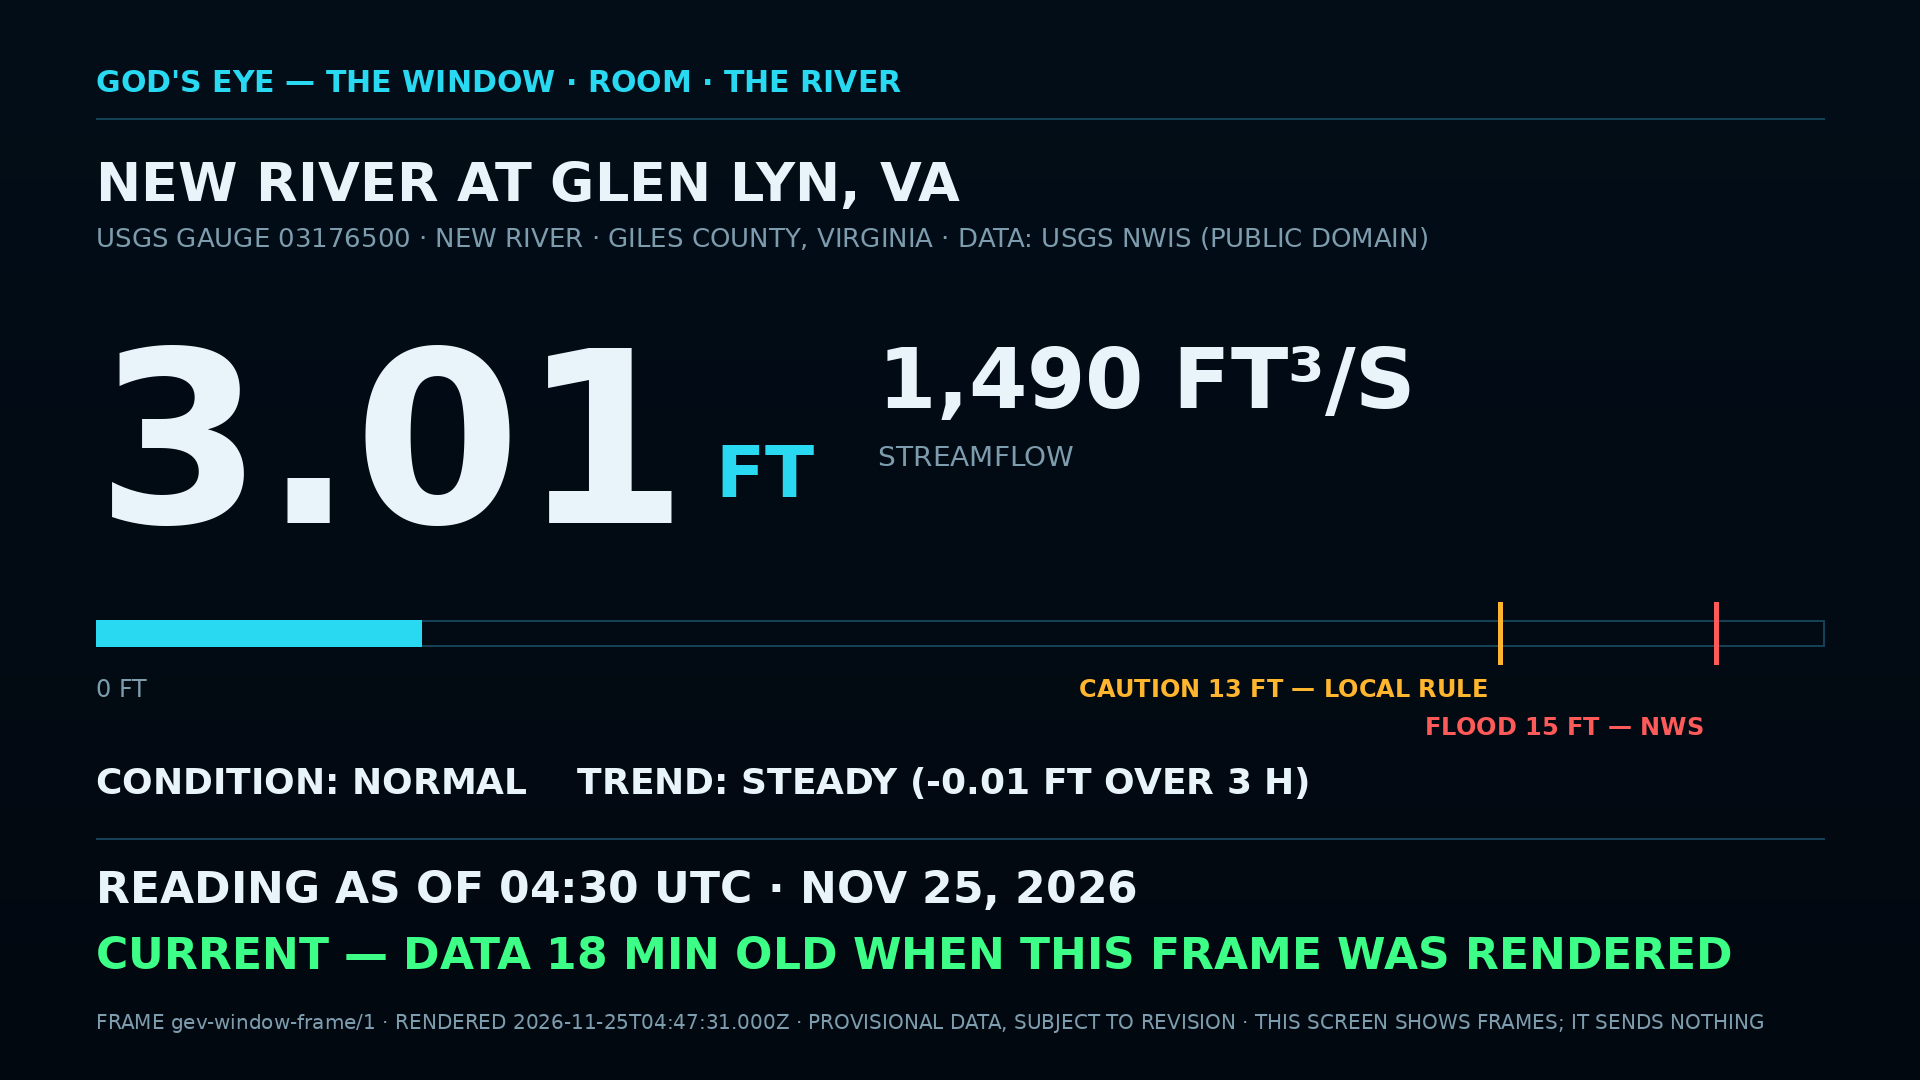 GOD'S EYE — THE WINDOW · ROOM · THE RIVER
NEW RIVER AT GLEN LYN, VA
USGS GAUGE 03176500 · NEW RIVER · GILES COUNTY, VIRGINIA · DATA: USGS NWIS (PUBLIC DOMAIN)
3.01 FT
1,490 FT³/S
STREAMFLOW
0 FT
CAUTION 13 FT — LOCAL RULE
FLOOD 15 FT — NWS
CONDITION: NORMAL TREND: STEADY (-0.01 FT OVER 3 H)
READING AS OF 04:30 UTC · NOV 25, 2026
CURRENT — DATA 18 MIN OLD WHEN THIS FRAME WAS RENDERED
FRAME gev-window-frame/1 · RENDERED 2026-11-25T04:47:31.000Z · PROVISIONAL DATA, SUBJECT TO REVISION · THIS SCREEN SHOWS FRAMES; IT SENDS NOTHING